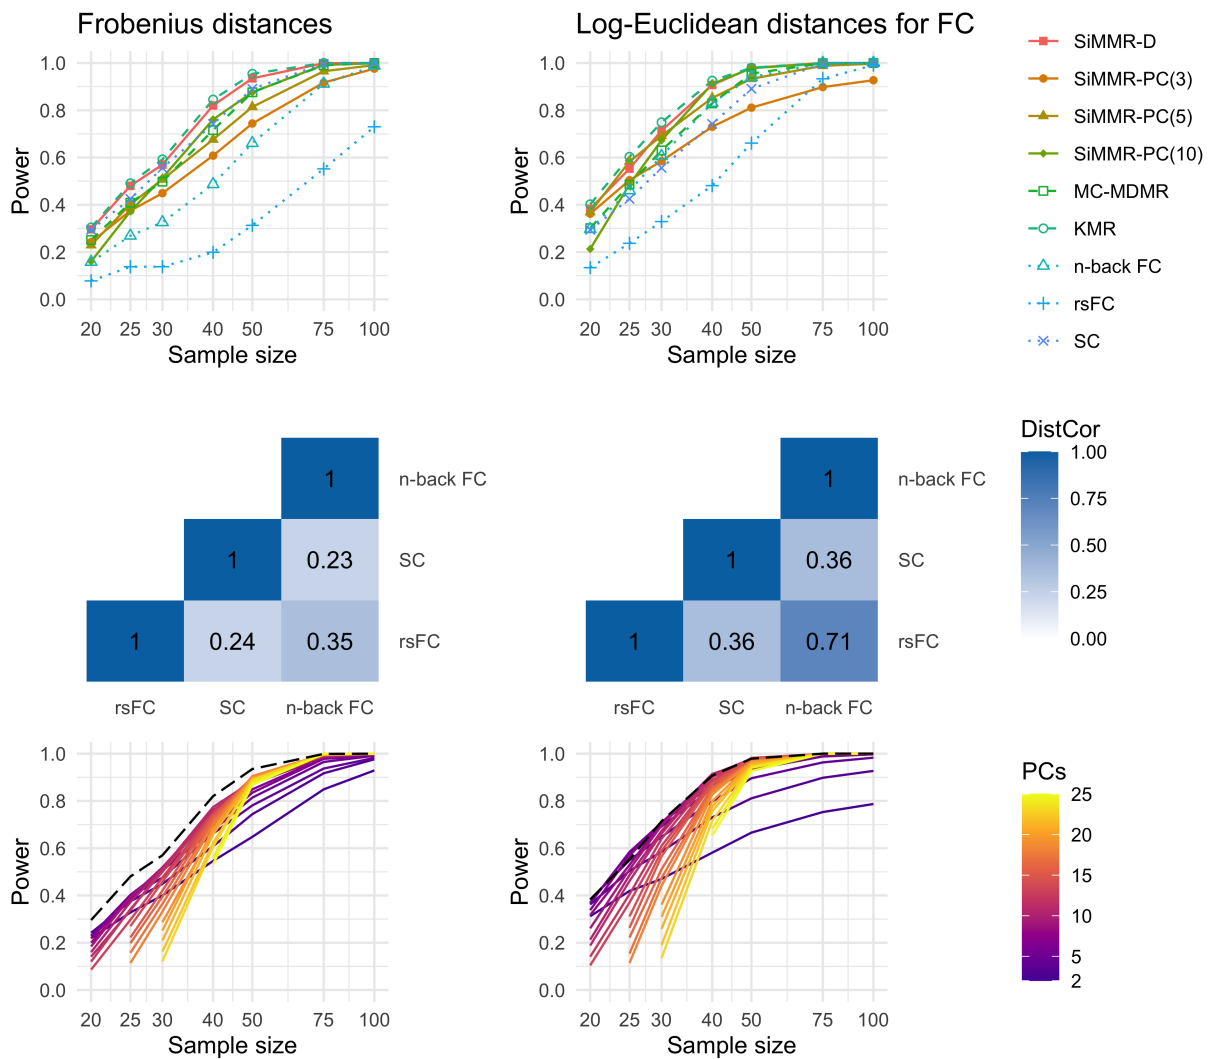 Frobenius distances
Log-Euclidean distances for FC
Power
1.0
0.8
0.6
0.4
0.2
0.0
20 25 30 40 50 75 100
Sample size
Power
1.0
0.8
0.6
0.4
0.2
0.0
20 25 30 40 50 75 100
Sample size
SiMMR-D
SiMMR-PC(3)
SiMMR-PC(5)
SiMMR-PC(10)
MC-MDMR
KMR
n-back FC
rsFC
SC
1 n-back FC
1 0.23 SC
1 0.24 0.35 rsFC
rsFC SC n-back FC
1 n-back FC
1 0.36 SC
1 0.36 0.71 rsFC
rsFC SC n-back FC
DistCor
1.00
0.75
0.50
0.25
0.00
Power
1.0
0.8
0.6
0.4
0.2
0.0
20 25 30 40 50 75 100
Sample size
Power
1.0
0.8
0.6
0.4
0.2
0.0
20 25 30 40 50 75 100
Sample size
PCs
25
20
15
10
5
2